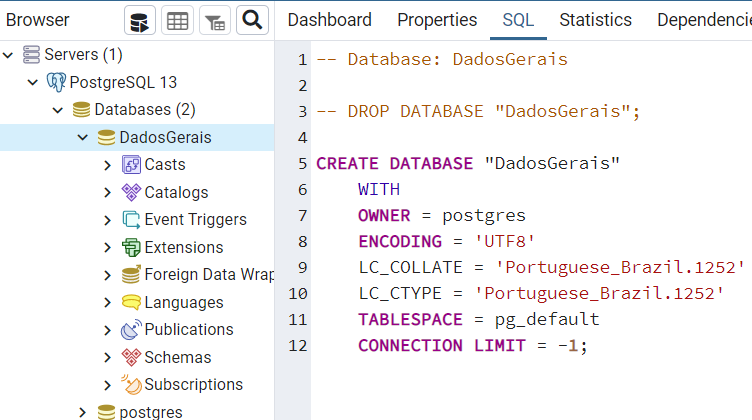 Browser
Servers (1)
PostgreSQL 13
Databases (2)
DadosGerais
Casts
Catalogs
Event Triggers
Extensions
Foreign Data Wrap
Languages
Publications
Schemas
Subscriptions
postgres
Dashboard Properties SQL Statistics Dependencie
1 -- Database: DadosGerais
2
3 -- DROP DATABASE "DadosGerais";
4
5 CREATE DATABASE "DadosGerais"
6 WITH
7 OWNER = postgres
8 ENCODING = 'UTF8'
9 LC_COLLATE = 'Portuguese_Brazil.1252'
10 LC_CTYPE = 'Portuguese_Brazil.1252'
11 TABLESPACE = pg_default
12 CONNECTION LIMIT = -1;